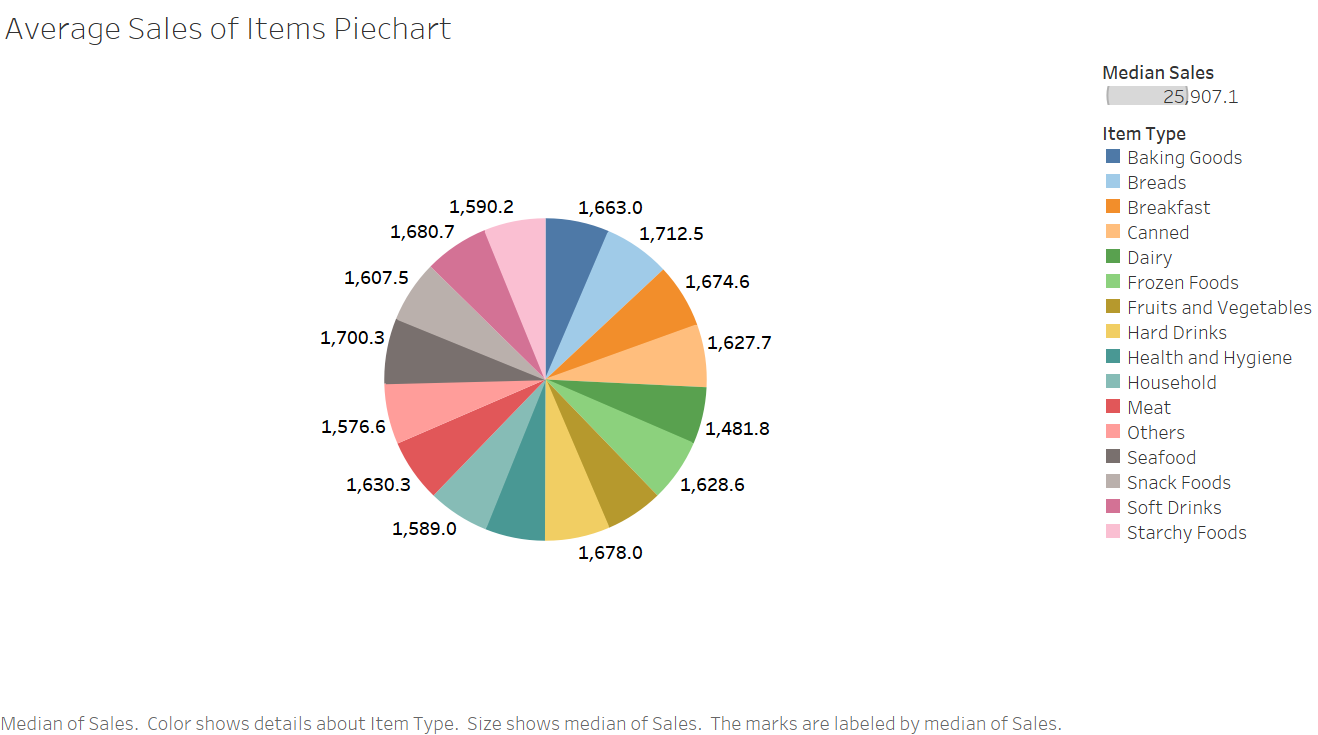 Average Sales of Items Piechart
Median Sales
25,907.1
Item Type
Baking Goods
Breads
Breakfast
Canned
Dairy
Frozen Foods
Fruits and Vegetables
Hard Drinks
Health and Hygiene
Household
Meat
Others
Seafood
Snack Foods
Soft Drinks
Starchy Foods
1,590.2
1,663.0
1,680.7
1,712.5
1,607.5
1,674.6
1,700.3
1,627.7
1,576.6
1,481.8
1,630.3
1,628.6
1,589.0
1,678.0
Median of Sales.  Color shows details about Item Type.  Size shows median of Sales.  The marks are labeled by median of Sales.